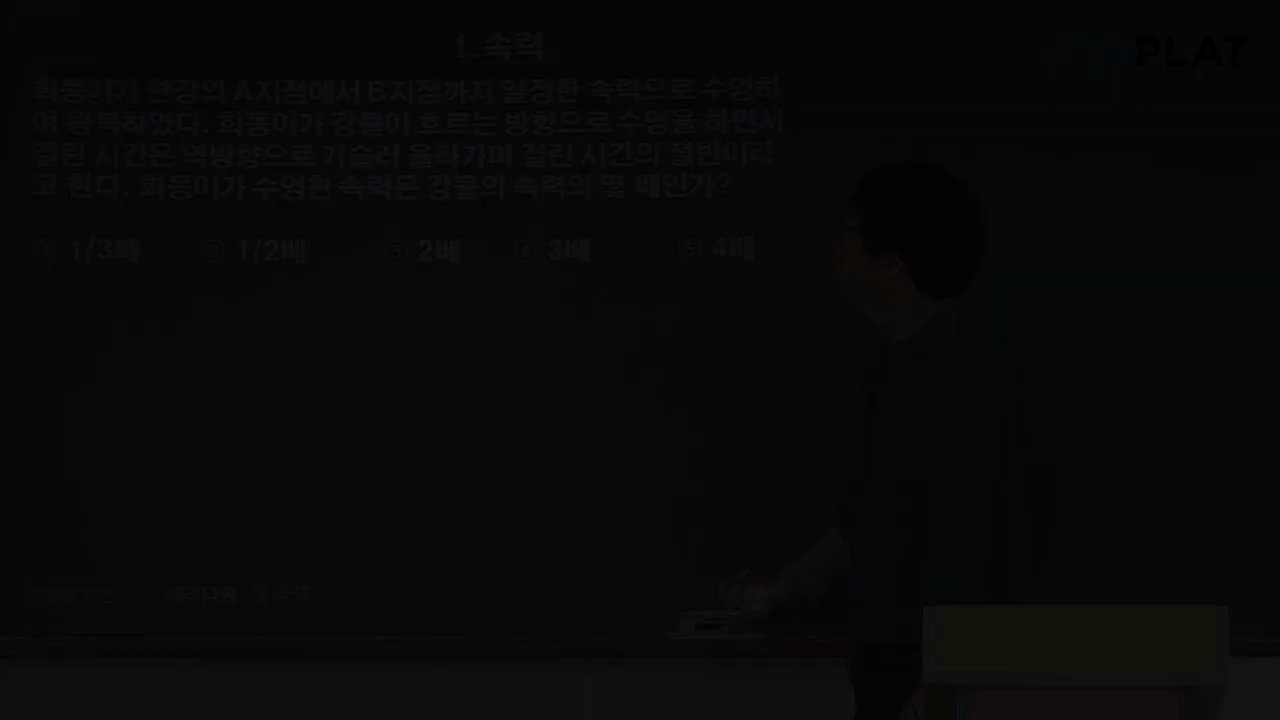 1. 속력
PLAT
희동이가 한강의 A지점에서 B지점까지 일정한 속력으로 수영하
여 왕복하였다. 희동이가 강물이 흐르는 방향으로 수영을 하면서
걸린 시간은 역방향으로 거슬러 올라가며 걸린 시간의 절반이라
고 한다. 희동이가 수영한 속력은 강물의 속력의 몇 배인가?
① 1/3배 ② 1/2배 ③ 2배 ④ 3배 ⑤ 4배